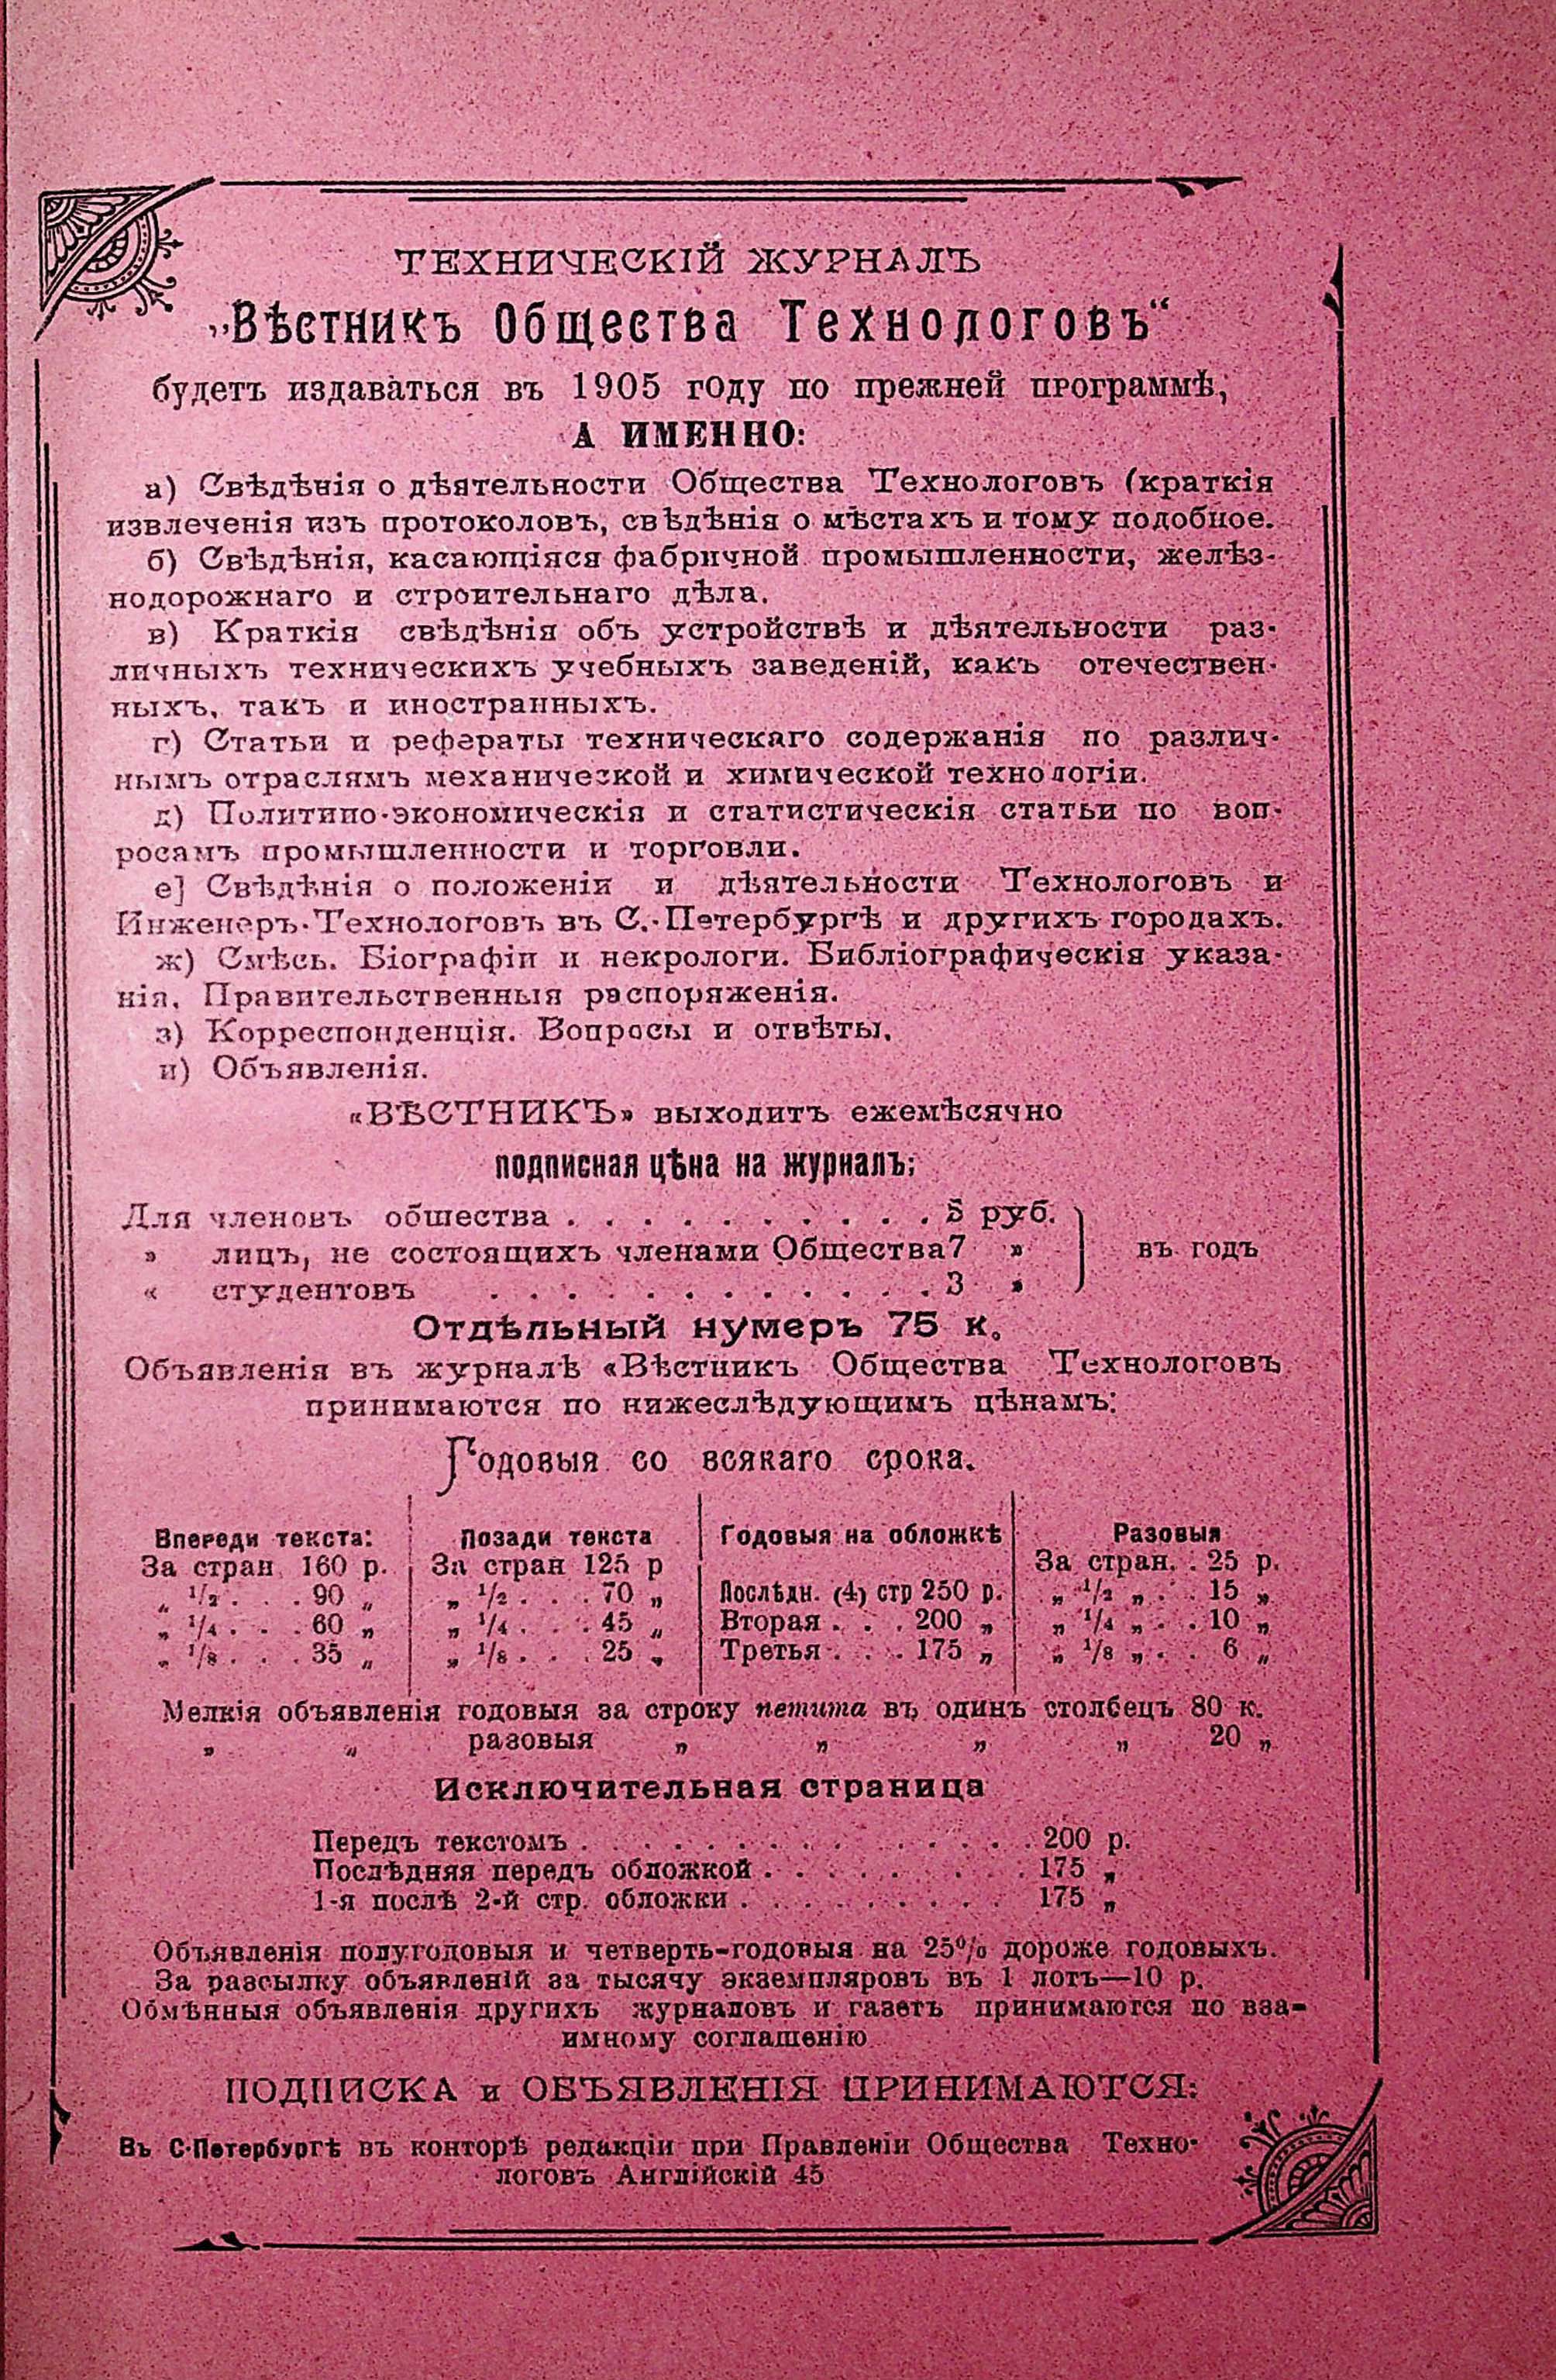 ТЕХНИЧЕСКІЙ ЖУРНАЛЪ
„Вѣстникъ Общества Технологовъ“
будетъ издаваться въ 1905 году по прежней программѣ,
А ИМЕННО:
а) Свѣдѣнія о дѣятельности Общества Технологовъ (краткія
извлеченія изъ протоколовъ, свѣдѣнія о мѣстахъ и тому подобное.
б) Свѣдѣнія, касающіяся фабричной промышленности, желѣз-
нодорожнаго и строительнаго дѣла.
в) Краткія свѣдѣнія объ устройствѣ и дѣятельности раз-
личныхъ техническихъ учебныхъ заведеній, какъ отечествен-
ныхъ, такъ и иностранныхъ.
г) Статьи и рефераты техническаго содержанія по различ-
нымъ отраслямъ механической и химической технологіи.
д) Политипо-экономическія и статистическія статьи по воп-
росамъ промышленности и торговли.
е] Свѣдѣнія о положеніи и дѣятельности Технологовъ и
Инженеръ-Технологовъ въ С.-Петербургѣ и другихъ городахъ.
ж) Смѣсь. Біографіи и некрологи. Библіографическія указа-
нія. Правительственныя распоряженія.
з) Корреспонденція. Вопросы и отвѣты.
и) Объявленія.
«ВѢСТНИКЪ» выходитъ ежемѣсячно
подписная цѣна на журналъ:
Для членовъ общества . . . . . . . . . . 5 руб.
» лицъ, не состоящихъ членами Общества 7 » въ годъ
« студентовъ . . . . . . . . . . . . 3 »
Отдѣльный нумеръ 75 к.
Объявленія въ журналѣ «Вѣстникъ Общества Технологовъ
принимаются по нижеслѣдующимъ цѣнамъ:
Годовыя со всякаго срока.
Впереди текста: Позади текста Годовыя на обложкѣ Разовыя
За стран 160 р. За стран 125 р За стран. . 25 р.
„ 1/2 . . . 90 „ „ 1/2 . . . 70 „ Послѣдн. (4) стр 250 р. „ 1/2 „ . . 15 „
„ 1/4 . . . 60 „ „ 1/4 . . . 45 „ Вторая . . . 200 „ „ 1/4 „ . . 10 „
„ 1/8 . . . 35 „ „ 1/8 . . . 25 „ Третья . . . 175 „ „ 1/8 „ . . 6 „
Мелкія объявленія годовыя за строку петита въ одинъ столбецъ 80 к.
„ „ разовыя „ „ „ „ 20 „
Исключительная страница
Передъ текстомъ . . . . . . . . . . . . . . . 200 р.
Послѣдняя передъ обложкой . . . . . . . . . 175 „
1-я послѣ 2-й стр. обложки . . . . . . . . . 175 „
Объявленія полугодовыя и четверть-годовыя на 25% дороже годовыхъ.
За разсылку объявленій за тысячу экземпляровъ въ 1 лотъ—10 р.
Обмѣнныя объявленія другихъ журналовъ и газетъ принимаются по вза-
имному соглашенію
ПОДПИСКА и ОБЪЯВЛЕНІЯ ПРИНИМАЮТСЯ:
Въ С-Петербургѣ въ конторѣ редакціи при Правленіи Общества Техно-
логовъ Англійскій 45